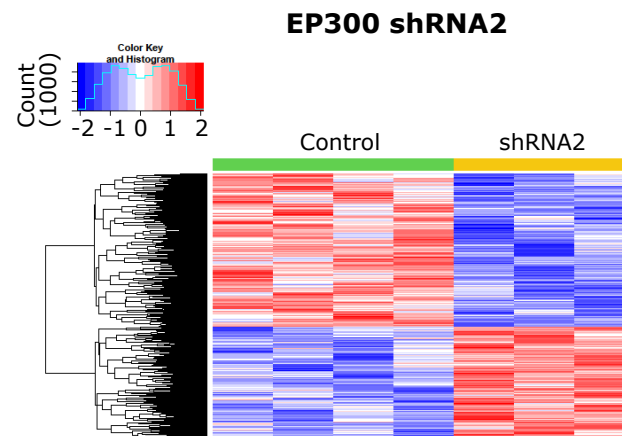 EP300 shRNA2
Color Key
and Histogram
Count
(1000)
-2 -1 0 1 2
Control shRNA2